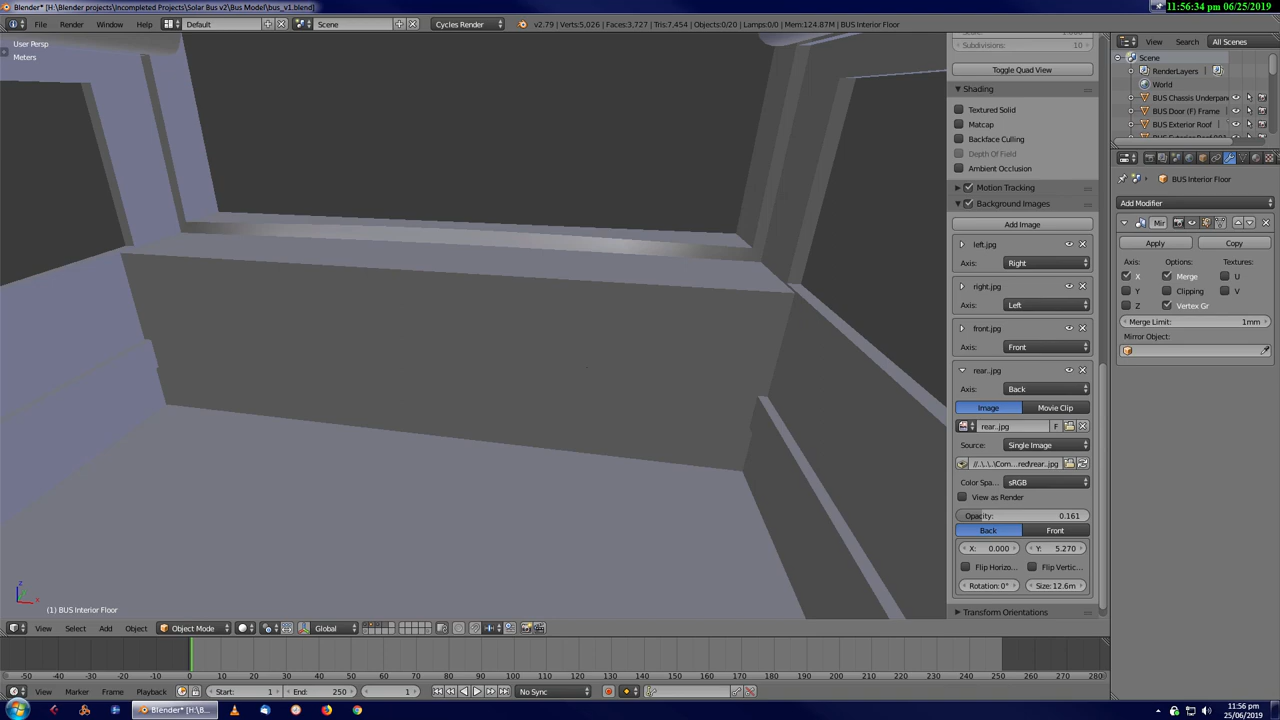 Blender* [H:\Blender projects\Incompleted Projects\Solar Bus v2\Bus Model\bus_v1.blend]
11:56:34 pm 06/25/2019
File Render Window Help Default Scene Cycles Render v2.79 | Verts:5,026 | Faces:3,727 | Tris:7,454 | Objects:0/20 | Lamps:0/0 | Mem:124.87M | BUS Interior Floor
User Persp
Meters
Subdivisions: 10
Toggle Quad View
Shading
Textured Solid
Matcap
Backface Culling
Depth Of Field
Ambient Occlusion
Motion Tracking
Background Images
Add Image
left.jpg
Axis: Right
right.jpg
Axis: Left
front.jpg
Axis: Front
rear..jpg
Axis: Back
Image Movie Clip
rear..jpg F
Source: Single Image
//..\..\..\Com...red\rear..jpg
Color Spa... sRGB
View as Render
Opacity: 0.161
Back Front
X: 0.000 Y: 5.270
Flip Horizo... Flip Vertic...
Rotation:0° Size:12.6m
Transform Orientations
View Search All Scenes
Scene
RenderLayers
World
BUS Chassis Underpan
BUS Door (F) Frame
BUS Exterior Roof
BUS Interior Floor
Add Modifier
Mir
Apply Copy
Axis: Options: Textures:
X Merge U
Y Clipping V
Z Vertex Gr
Merge Limit: 1mm
Mirror Object:
z
x
(1) BUS Interior Floor
View Select Add Object Object Mode Global
-50 -40 -30 -20 -10 0 10 20 30 40 50 60 70 80 90 100 110 120 130 140 150 160 170 180 190 200 210 220 230 240 250 260 270 280
View Marker Frame Playback Start: 1 End: 250 1 No Sync
Blender* [H:\B...
11:56 pm
25/06/2019